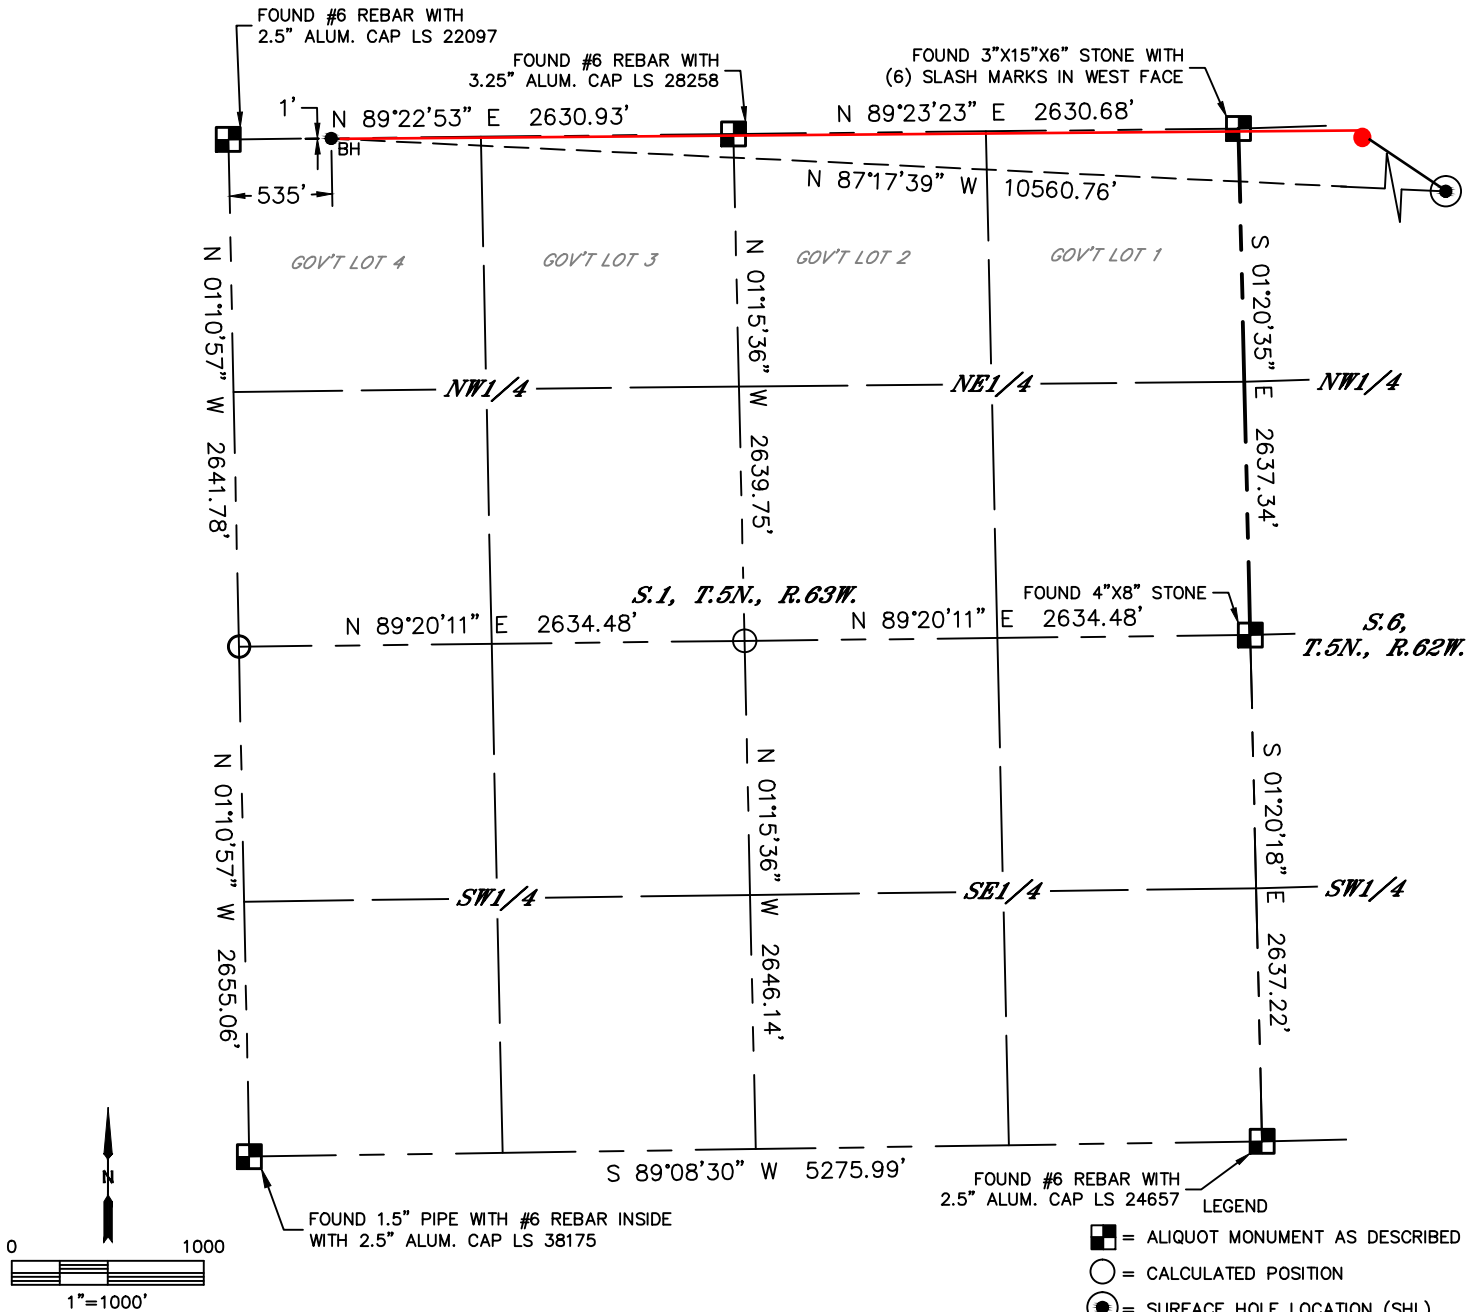 FOUND #6 REBAR WITH
2.5" ALUM. CAP LS 22097
FOUND #6 REBAR WITH
3.25" ALUM. CAP LS 28258
FOUND 3"X15"X6" STONE WITH
(6) SLASH MARKS IN WEST FACE
1'
N 89°22'53" E 2630.93'
N 89°23'23" E 2630.68'
BH
535'
N 87°17'39" W 10560.76'
GOV'T LOT 4
GOV'T LOT 3
GOV'T LOT 2
GOV'T LOT 1
N 01°10'57" W 2641.78'
N 01°15'36" W 2639.75'
S 01°20'35" E 2637.34'
NW1/4
NE1/4
NW1/4
S.1, T.5N., R.63W.
FOUND 4"X8" STONE
N 89°20'11" E 2634.48'
N 89°20'11" E 2634.48'
S.6,
T.5N., R.62W.
N 01°10'57" W 2655.06'
N 01°15'36" W 2646.14'
S 01°20'18" E 2637.22'
SW1/4
SE1/4
SW1/4
S 89°08'30" W 5275.99'
FOUND #6 REBAR WITH
2.5" ALUM. CAP LS 24657
FOUND 1.5" PIPE WITH #6 REBAR INSIDE
WITH 2.5" ALUM. CAP LS 38175
N
0 1000
1"=1000'
LEGEND
= ALIQUOT MONUMENT AS DESCRIBED
= CALCULATED POSITION
= SURFACE HOLE LOCATION (SHL)